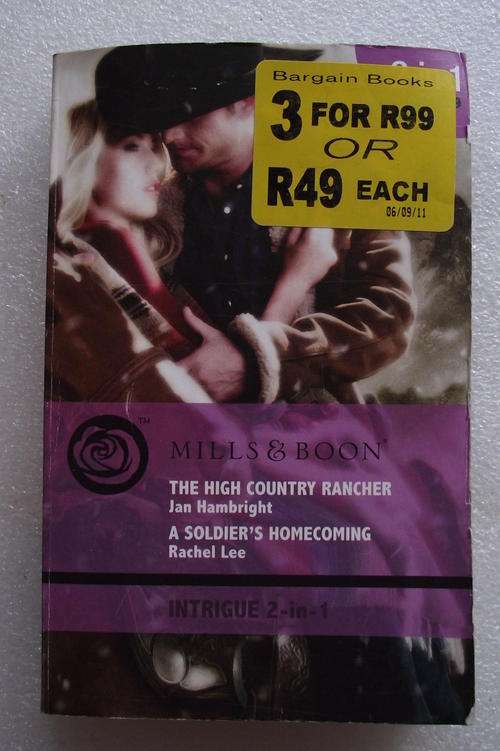 Bargain Books
3 FOR R99
OR
R49 EACH
06/09/11
MILLS & BOON®
™
THE HIGH COUNTRY RANCHER
Jan Hambright
A SOLDIER'S HOMECOMING
Rachel Lee
INTRIGUE 2-in-1